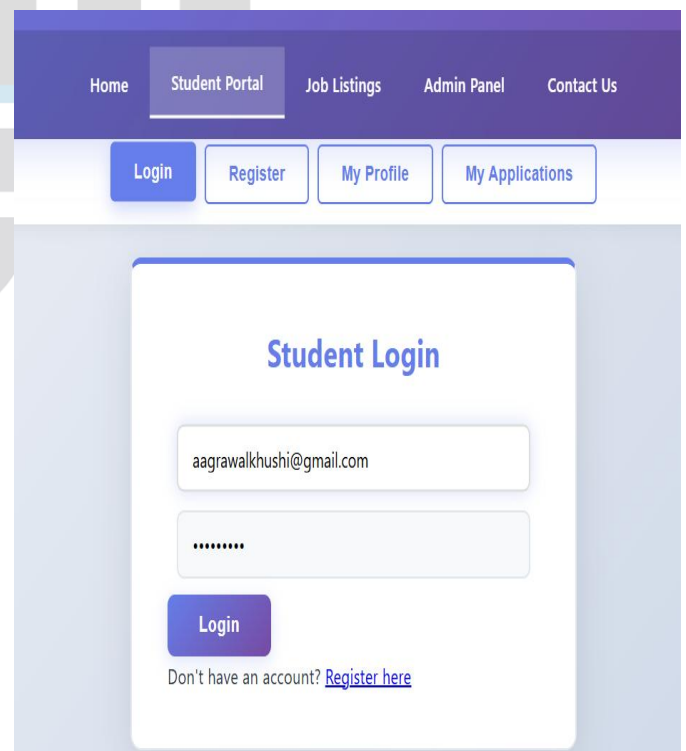 Home Student Portal Job Listings Admin Panel Contact Us
Login Register My Profile My Applications
Student Login
aagrawalkhushi@gmail.com
•••••••••
Login
Don't have an account? Register here